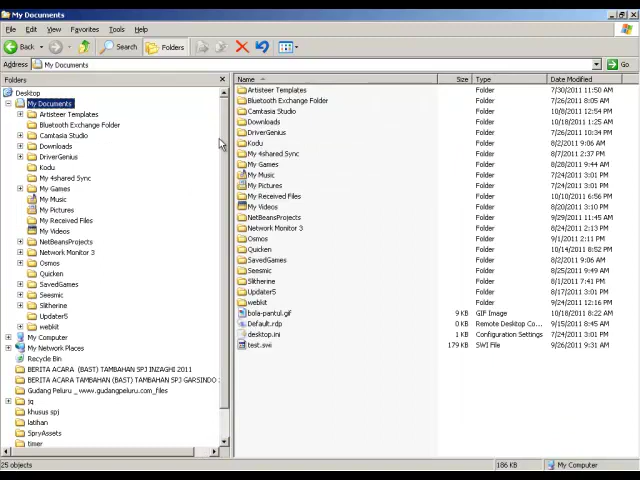 My Documents
File Edit View Favorites Tools Help
Back Search Folders
Address My Documents Go
Folders
Desktop
My Documents
Artisteer Templates
Bluetooth Exchange Folder
Camtasia Studio
Downloads
DriverGenius
Kodu
My 4shared Sync
My Games
My Music
My Pictures
My Received Files
My Videos
NetBeansProjects
Network Monitor 3
Osmos
Quicken
SavedGames
Seesmic
Slitherine
Updater5
webkit
My Computer
My Network Places
Recycle Bin
BERITA ACARA (BAST) TAMBAHAN SPJ INZAGHI 2011
BERITA ACARA TAMBAHAN (BAST) SPJ GARSINDO
Gudang Peluru _ www.gudangpeluru.com_files
jq
khusus spj
latihan
SpryAssets
timer
Name Size Type Date Modified
Artisteer Templates Folder 7/30/2011 11:50 AM
Bluetooth Exchange Folder Folder 7/26/2011 8:05 AM
Camtasia Studio Folder 10/8/2011 12:54 PM
Downloads Folder 10/13/2011 9:25 AM
DriverGenius Folder 7/26/2011 10:34 PM
Kodu Folder 8/2/2011 9:06 AM
My 4shared Sync Folder 8/7/2011 2:37 PM
My Games Folder 8/28/2011 9:44 AM
My Music Folder 7/24/2011 3:01 PM
My Pictures Folder 7/24/2011 3:01 PM
My Received Files Folder 10/10/2011 6:56 PM
My Videos Folder 8/20/2011 3:10 PM
NetBeansProjects Folder 9/29/2011 11:45 AM
Network Monitor 3 Folder 8/24/2011 2:13 PM
Osmos Folder 9/1/2011 2:11 PM
Quicken Folder 10/14/2011 8:52 PM
SavedGames Folder 8/2/2011 9:06 AM
Seesmic Folder 8/25/2011 9:49 AM
Slitherine Folder 8/21/2011 3:31 PM
Updater5 Folder 8/17/2011 3:01 PM
webkit Folder 9/24/2011 12:16 PM
bola-pantul.gif 9 KB GIF Image 10/18/2011 8:22 AM
Default.rdp 0 KB Remote Desktop Co... 9/15/2011 8:45 AM
desktop.ini 1 KB Configuration Settings 7/24/2011 3:01 PM
test.swi 179 KB SWI File 9/26/2011 9:31 AM
25 objects 186 KB My Computer